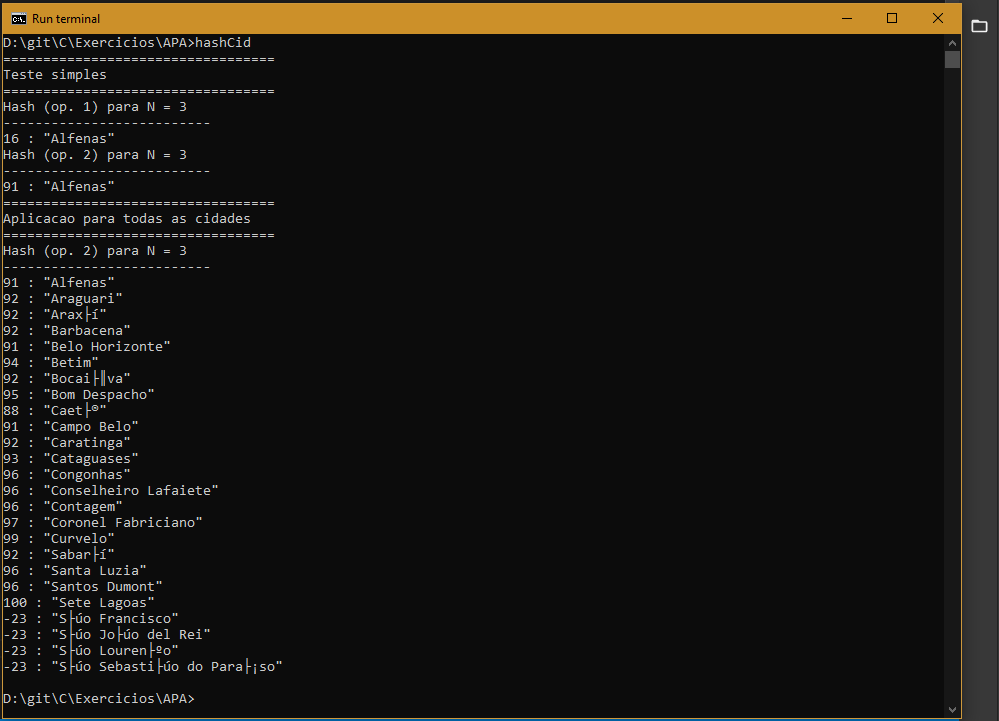 Run terminal
D:\git\C\Exercicios\APA>hashCid
==================================
Teste simples
==================================
Hash (op. 1) para N = 3
--------------------------
16 : "Alfenas"
Hash (op. 2) para N = 3
--------------------------
91 : "Alfenas"
==================================
Aplicacao para todas as cidades
==================================
Hash (op. 2) para N = 3
--------------------------
91 : "Alfenas"
92 : "Araguari"
92 : "Arax├í"
92 : "Barbacena"
91 : "Belo Horizonte"
94 : "Betim"
92 : "Bocai├║va"
95 : "Bom Despacho"
88 : "Caet├®"
91 : "Campo Belo"
92 : "Caratinga"
93 : "Cataguases"
96 : "Congonhas"
96 : "Conselheiro Lafaiete"
96 : "Contagem"
97 : "Coronel Fabriciano"
99 : "Curvelo"
92 : "Sabar├í"
96 : "Santa Luzia"
96 : "Santos Dumont"
100 : "Sete Lagoas"
-23 : "S├úo Francisco"
-23 : "S├úo Jo├úo del Rei"
-23 : "S├úo Louren├ºo"
-23 : "S├úo Sebasti├úo do Para├¡so"
D:\git\C\Exercicios\APA>